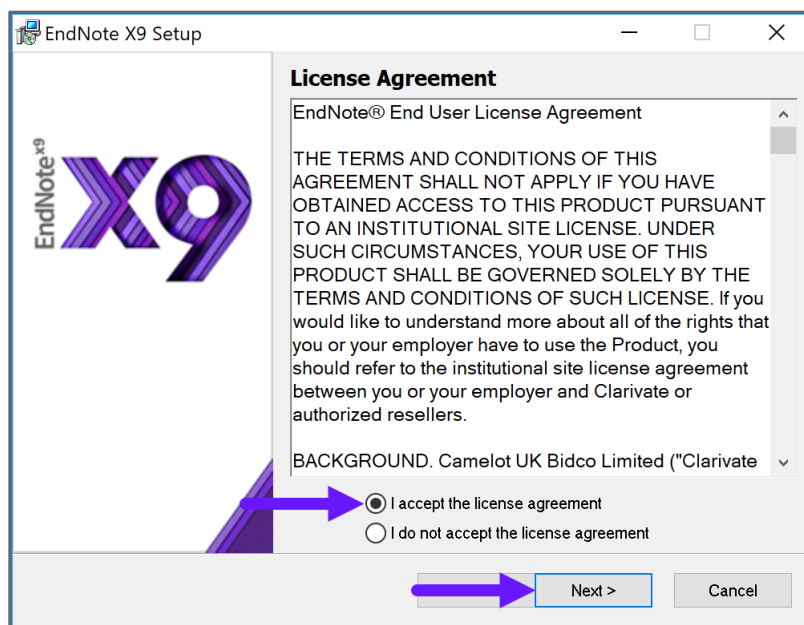 EndNote X9 Setup
EndNote x9
X9
License Agreement
EndNote® End User License Agreement
THE TERMS AND CONDITIONS OF THIS
AGREEMENT SHALL NOT APPLY IF YOU HAVE
OBTAINED ACCESS TO THIS PRODUCT PURSUANT
TO AN INSTITUTIONAL SITE LICENSE. UNDER
SUCH CIRCUMSTANCES, YOUR USE OF THIS
PRODUCT SHALL BE GOVERNED SOLELY BY THE
TERMS AND CONDITIONS OF SUCH LICENSE. If you
would like to understand more about all of the rights that
you or your employer have to use the Product, you
should refer to the institutional site license agreement
between you or your employer and Clarivate or
authorized resellers.
BACKGROUND. Camelot UK Bidco Limited ("Clarivate
I accept the license agreement
I do not accept the license agreement
Next >
Cancel